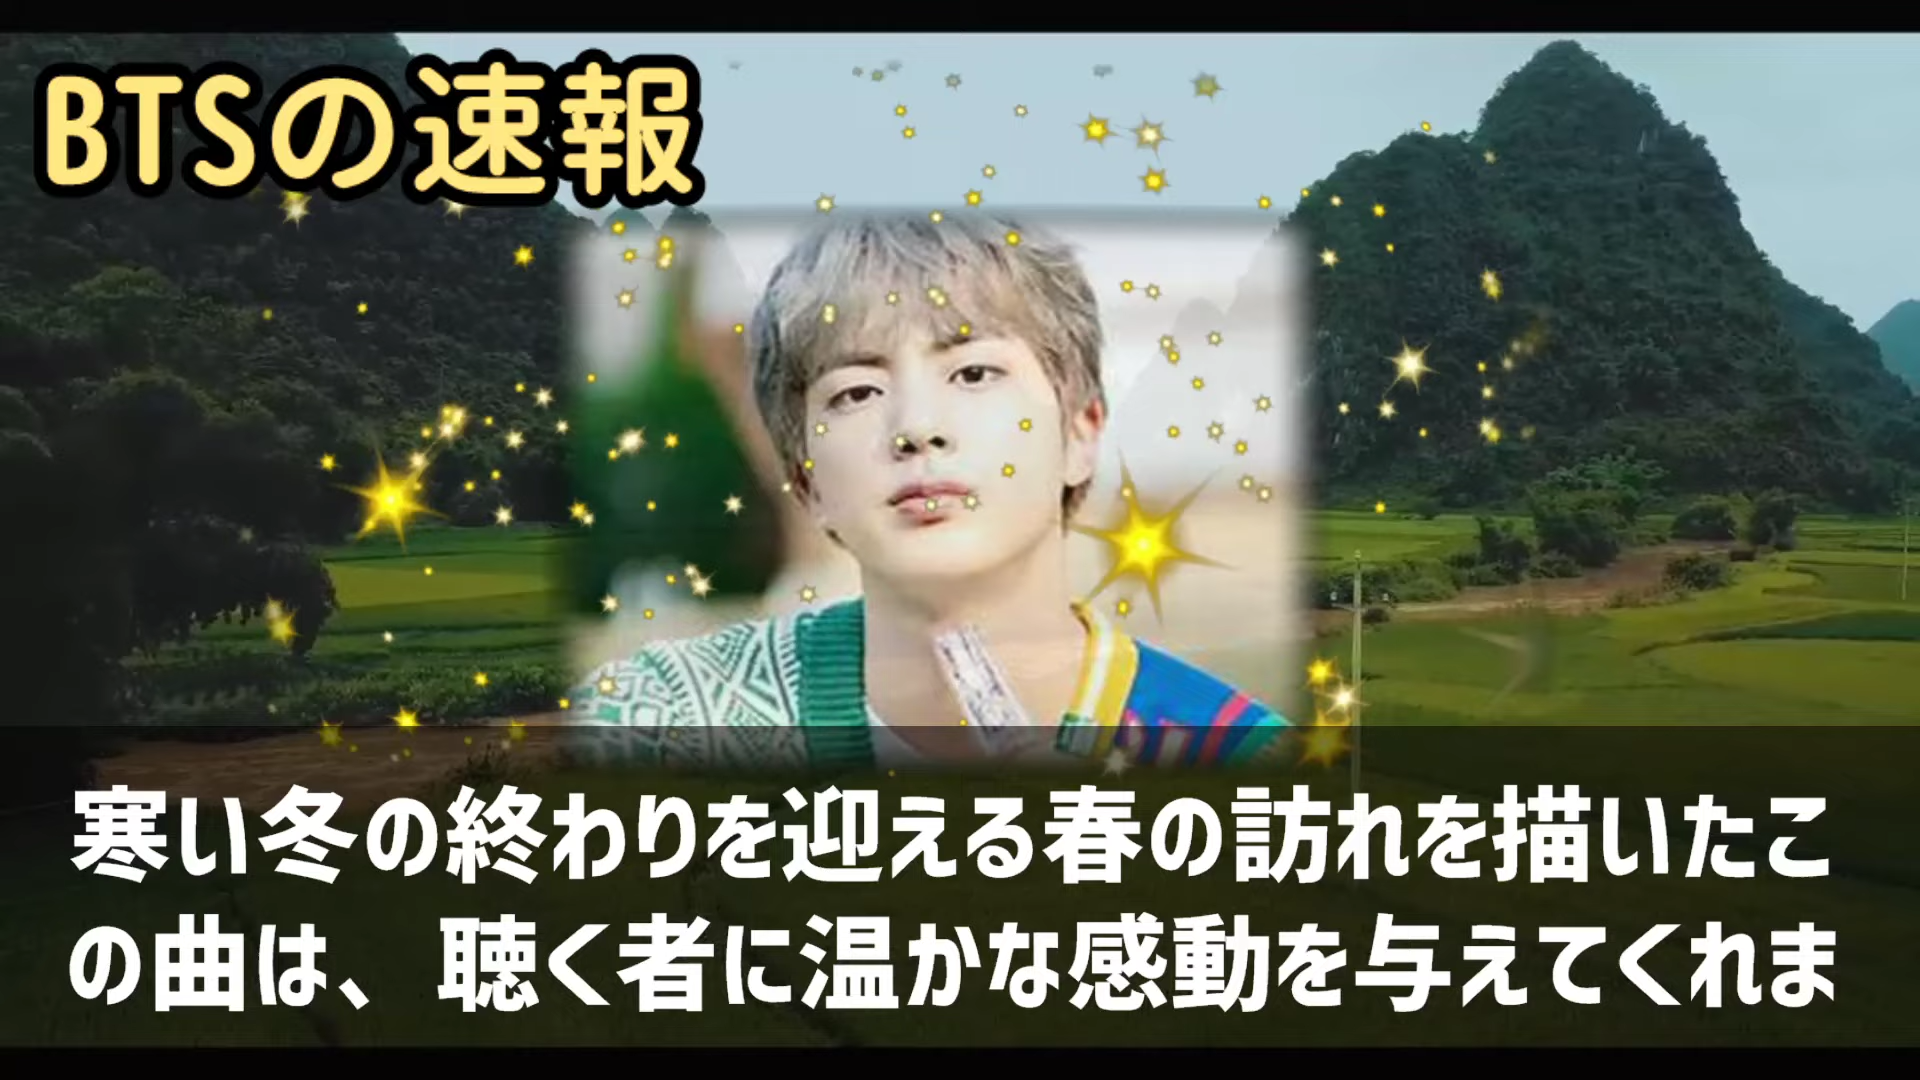 BTSの速報
寒い冬の終わりを迎える春の訪れを描いたこ
の曲は、聴く者に温かな感動を与えてくれま